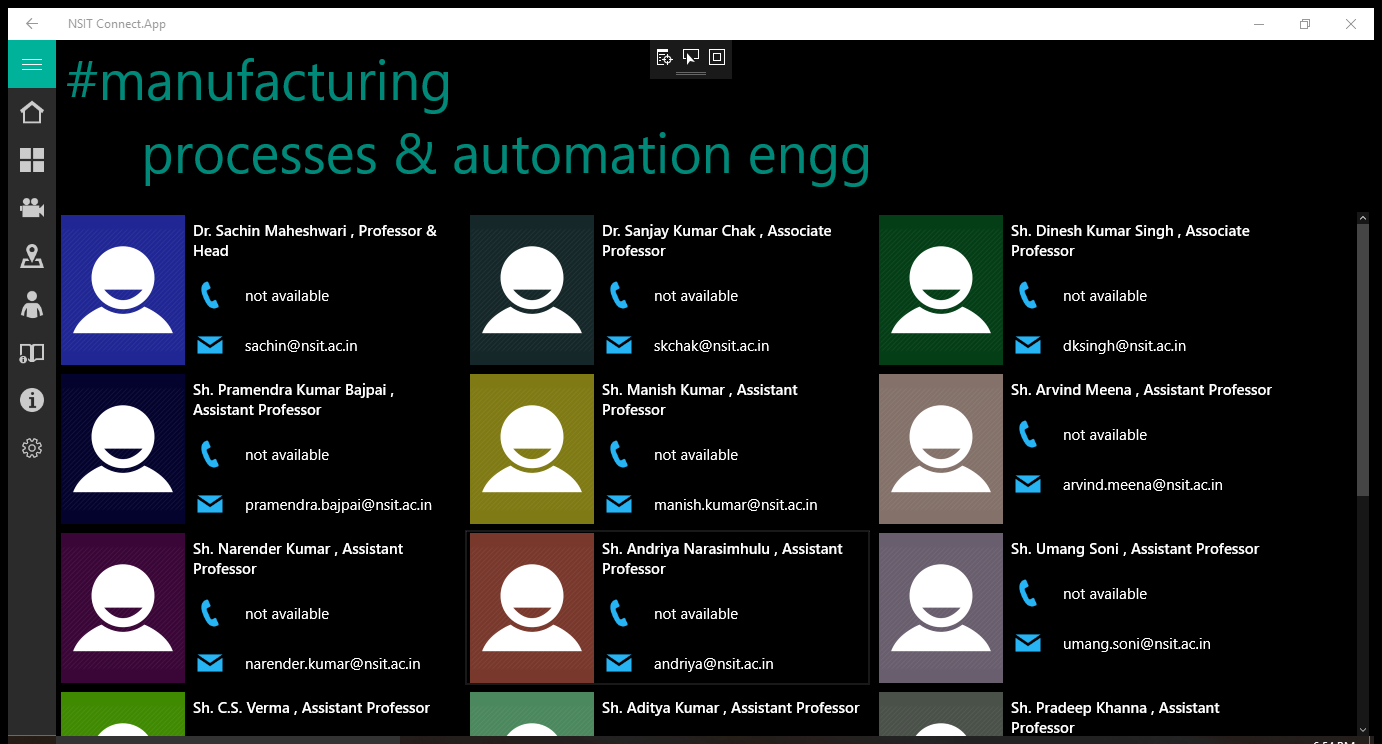 NSIT Connect.App
#manufacturing
processes & automation engg
Dr. Sachin Maheshwari , Professor &
Head
not available
sachin@nsit.ac.in
Dr. Sanjay Kumar Chak , Associate
Professor
not available
skchak@nsit.ac.in
Sh. Dinesh Kumar Singh , Associate
Professor
not available
dksingh@nsit.ac.in
Sh. Pramendra Kumar Bajpai ,
Assistant Professor
not available
pramendra.bajpai@nsit.ac.in
Sh. Manish Kumar , Assistant
Professor
not available
manish.kumar@nsit.ac.in
Sh. Arvind Meena , Assistant Professor
not available
arvind.meena@nsit.ac.in
Sh. Narender Kumar , Assistant
Professor
not available
narender.kumar@nsit.ac.in
Sh. Andriya Narasimhulu , Assistant
Professor
not available
andriya@nsit.ac.in
Sh. Umang Soni , Assistant Professor
not available
umang.soni@nsit.ac.in
Sh. C.S. Verma , Assistant Professor
Sh. Aditya Kumar , Assistant Professor
Sh. Pradeep Khanna , Assistant
Professor